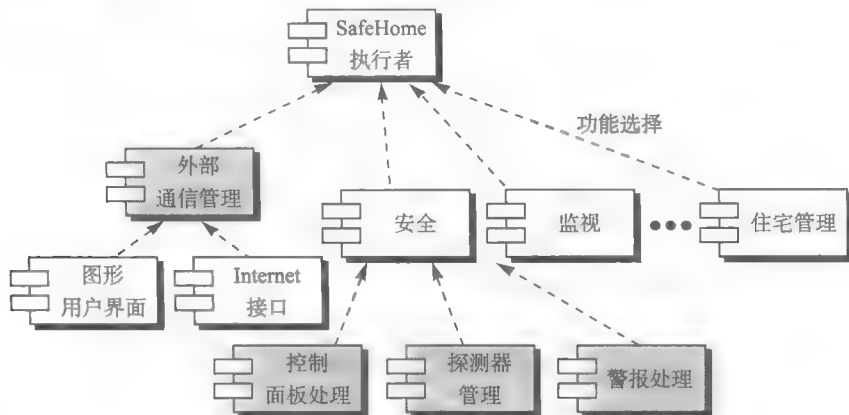 SafeHome
执行者
功能选择
外部
通信管理
安全
监视
住宅管理
图形
用户界面
Internet
接口
控制
面板处理
探测器
管理
警报处理